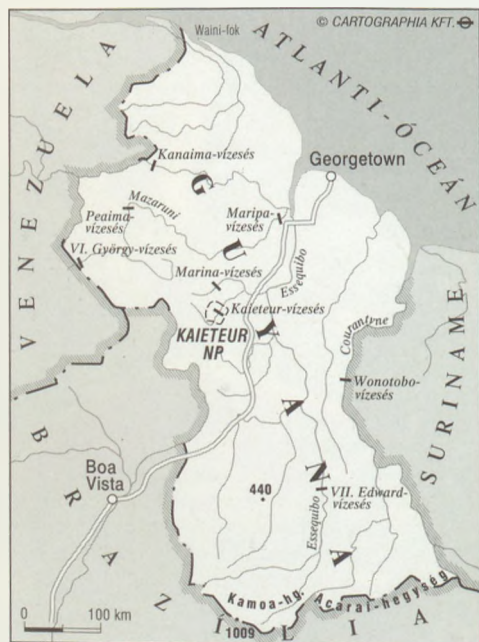 © CARTOGRAPHIA KFT.
Waini-fok
ATLANTI-ÓCEÁN
VENEZUELA
Kanaima-vízesés
Georgetown
GUYANA
Mazaruni
Peaima-
vízesés
Maripa-
vízesés
VI. György-vízesés
Marina-vízesés
Essequibo
Kaieteur-vízesés
KAIETEUR
NP.
Courantyne
SURINAME
Wonotobo-
vízesés
Boa
Vista
440
VII. Edward-
vízesés
Essequibo
BRAZÍLIA
Kamoa-hg.
Acarai-hegység
0 100 km
1009